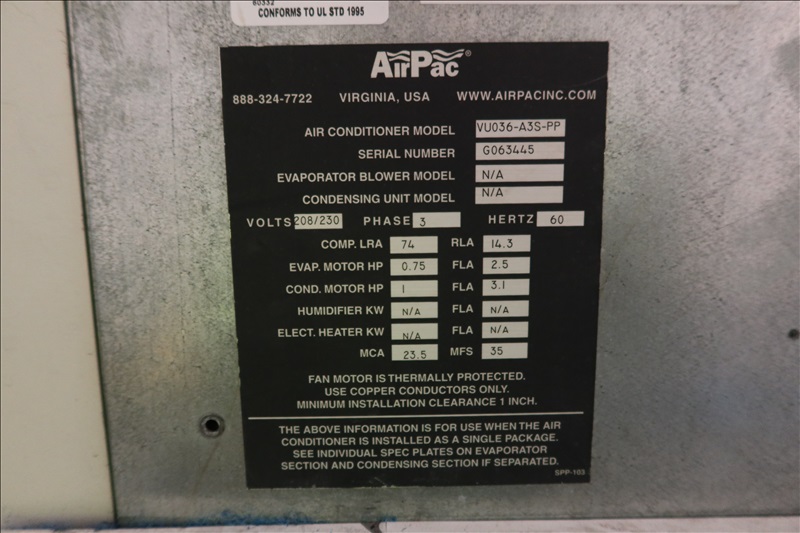 60332
CONFORMS TO UL STD 1995
AirPac®
888-324-7722 VIRGINIA, USA WWW.AIRPACINC.COM
AIR CONDITIONER MODEL VU036-A3S-PP
SERIAL NUMBER G063445
EVAPORATOR BLOWER MODEL N/A
CONDENSING UNIT MODEL N/A
VOLTS 208/230 PHASE 3 HERTZ 60
COMP. LRA 74 RLA 14.3
EVAP. MOTOR HP 0.75 FLA 2.5
COND. MOTOR HP 1 FLA 3.1
HUMIDIFIER KW N/A FLA N/A
ELECT. HEATER KW N/A FLA N/A
MCA 23.5 MFS 35
FAN MOTOR IS THERMALLY PROTECTED.
USE COPPER CONDUCTORS ONLY.
MINIMUM INSTALLATION CLEARANCE 1 INCH.
THE ABOVE INFORMATION IS FOR USE WHEN THE AIR
CONDITIONER IS INSTALLED AS A SINGLE PACKAGE.
SEE INDIVIDUAL SPEC PLATES ON EVAPORATOR
SECTION AND CONDENSING SECTION IF SEPARATED.
SPP-103